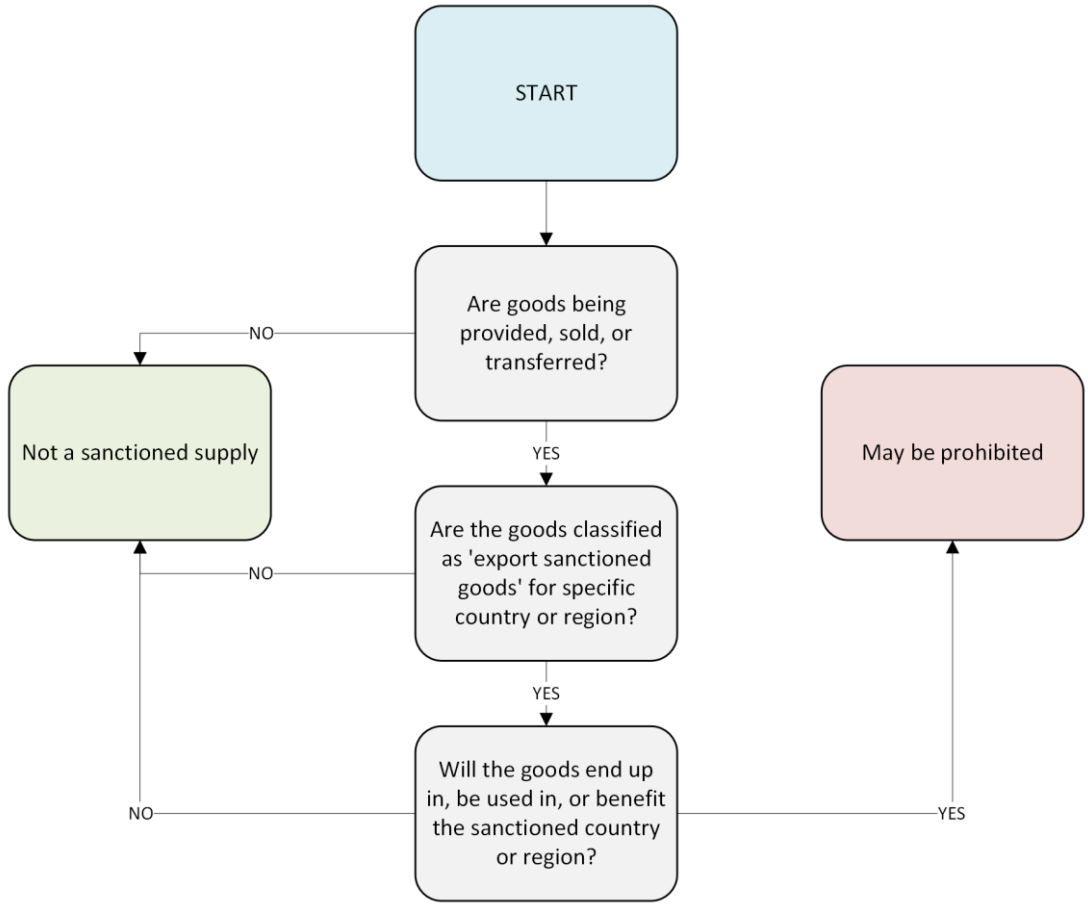 START
Are goods being
provided, sold, or
transferred?
NO
Not a sanctioned supply
May be prohibited
YES
Are the goods classified
as 'export sanctioned
goods' for specific
country or region?
NO
YES
Will the goods end up
in, be used in, or benefit
the sanctioned country
or region?
NO
YES